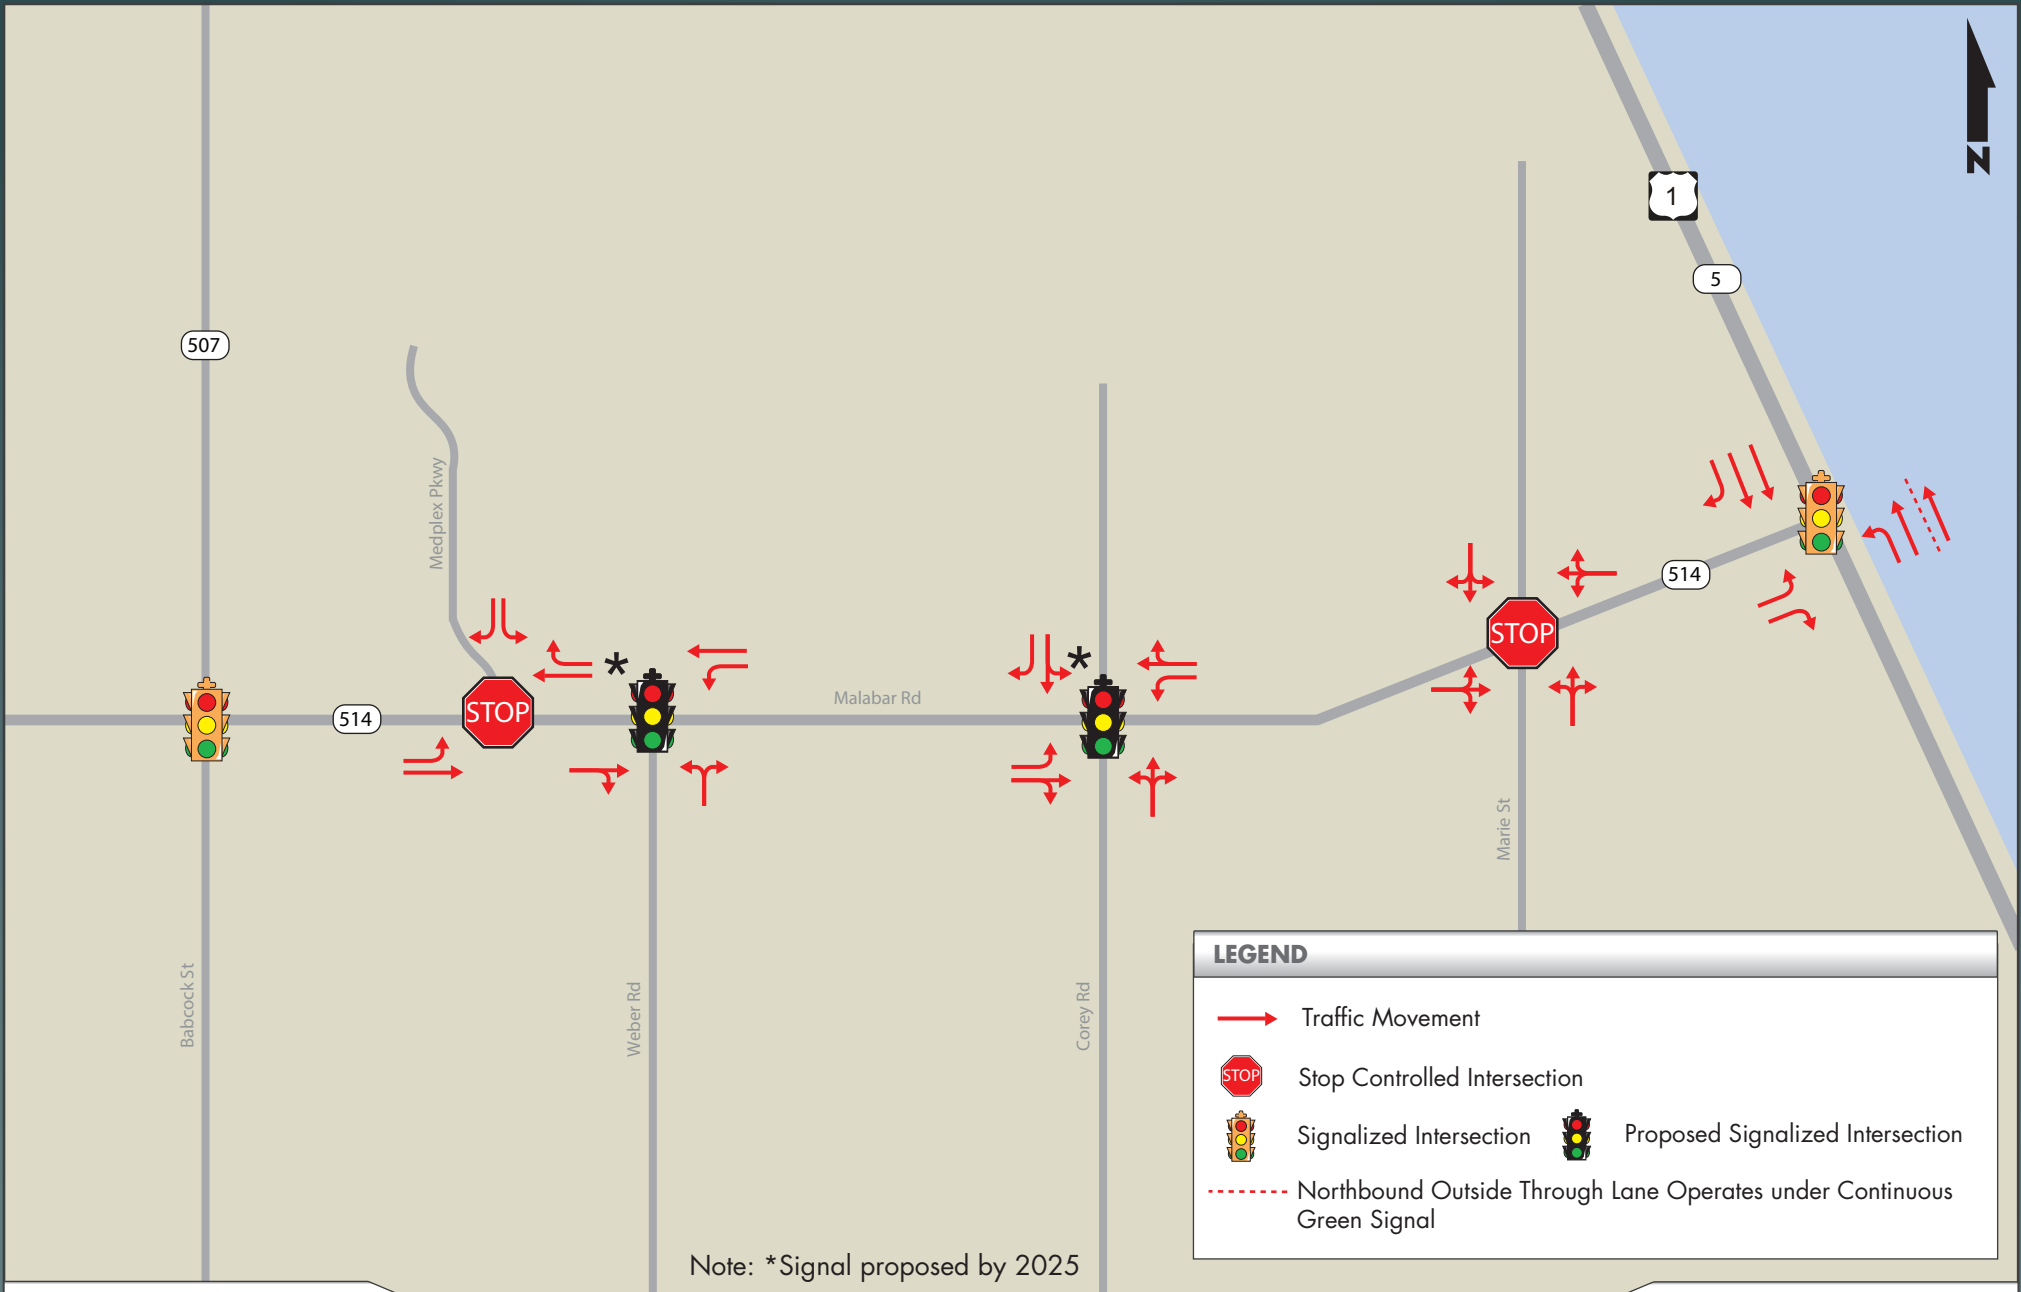 N
1
5
507
Medplex Pkwy
514
STOP
*
*
STOP
Malabar Rd
514
STOP
Marie St
Babcock St
Weber Rd
Corey Rd
LEGEND
Traffic Movement
STOP
Stop Controlled Intersection
Signalized Intersection
Proposed Signalized Intersection
Northbound Outside Through Lane Operates under Continuous
Green Signal
Note: *Signal proposed by 2025